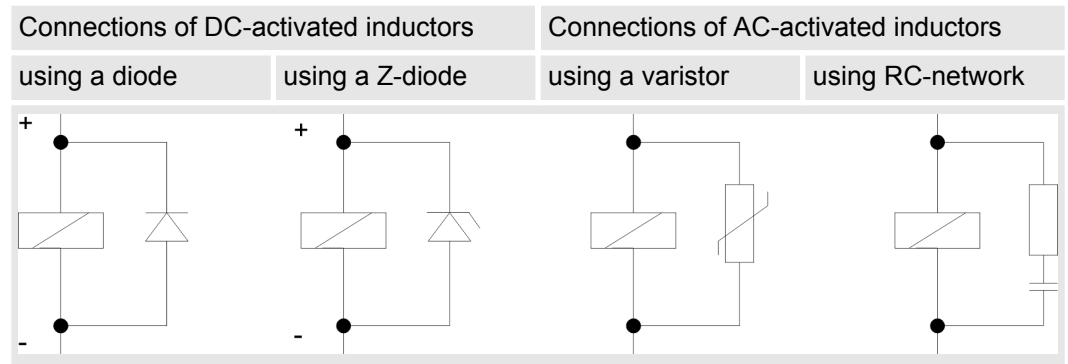 Connections of DC-activated inductors Connections of AC-activated inductors
using a diode using a Z-diode using a varistor using RC-network
+ +
- -